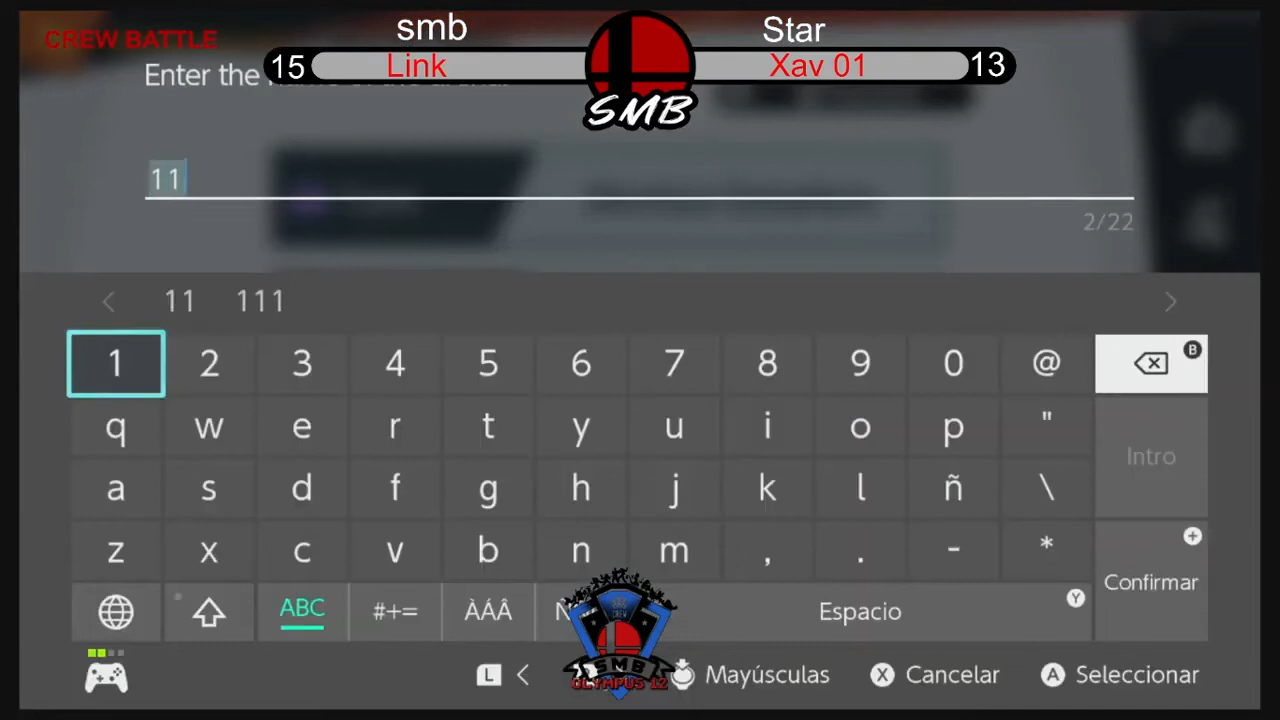 CREW BATTLE
smb
Star
15
Link
Xav 01
13
SMB
Enter the
11
2/22
11 111
1 2 3 4 5 6 7 8 9 0 @
B
q w e r t y u i o p "
Intro
a s d f g h j k l ñ \
z x c v b n m , . - *
+
Confirmar
ABC #+= ÀÁÂ
Espacio
Y
SMB
OLYMPUS 12
L
Mayúsculas
X Cancelar
A Seleccionar